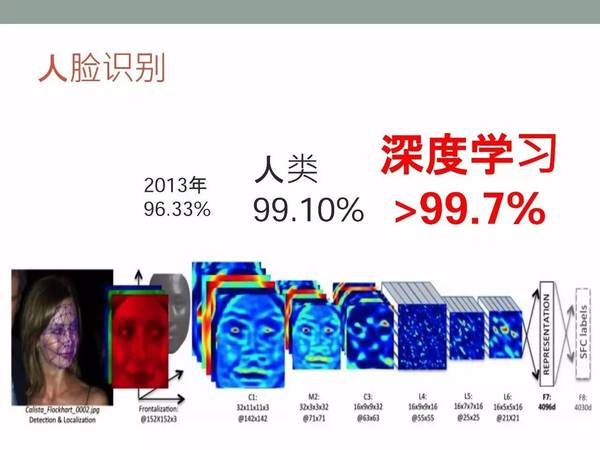 人脸识别
2013年
96.33%
人类
99.10%
深度学习
>99.7%
Calista_Flockhart_0002.jpg
Detection & Localization
Frontalization:
@152X152x3
C1:
32x11x11x3
@142x142
M2:
32x3x3x32
@71x71
C3:
16x9x9x32
@63x63
L4:
16x9x9x16
@55x55
L5:
16x7x7x16
@25x25
L6:
16x5x5x16
@21X21
REPRESENTATION
F7:
4096d
SFC labels
F8:
4030d